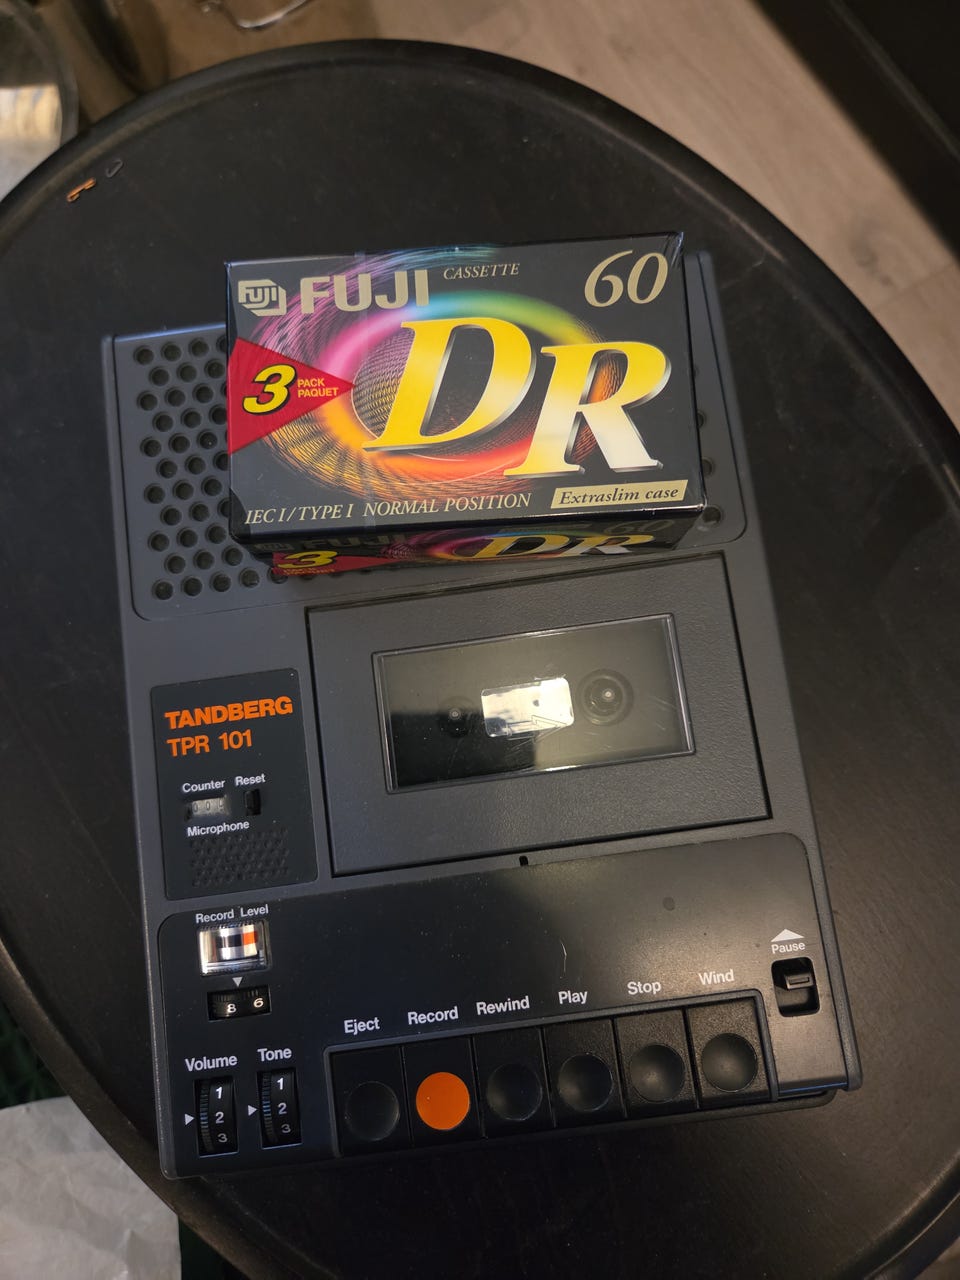 FUJI
FUJI CASSETTE 60
3 PACK
PAQUET
DR
IEC I / TYPE I NORMAL POSITION Extraslim case
3 DR 60
TANDBERG
TPR 101
Counter Reset
Microphone
Record Level
8 6
Pause
Eject Record Rewind Play Stop Wind
Volume Tone
1 1
2 2
3 3